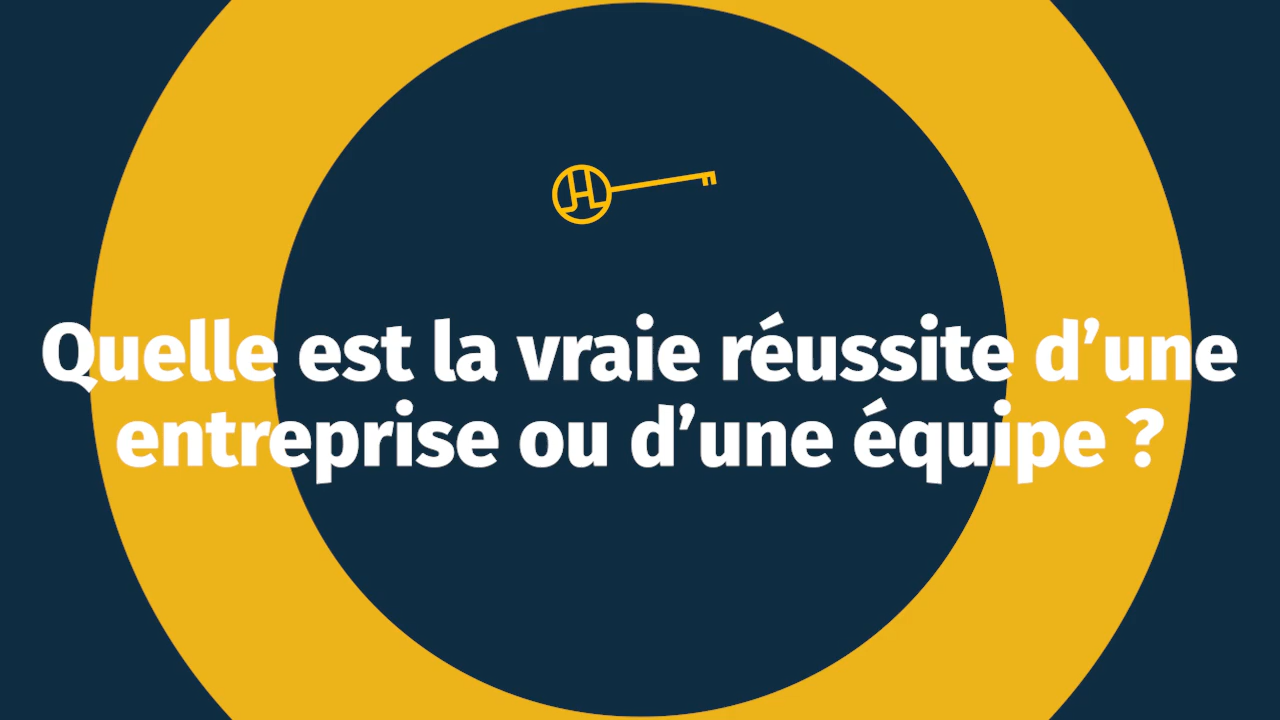 Quelle est la vraie réussite d’une
entreprise ou d’une équipe ?